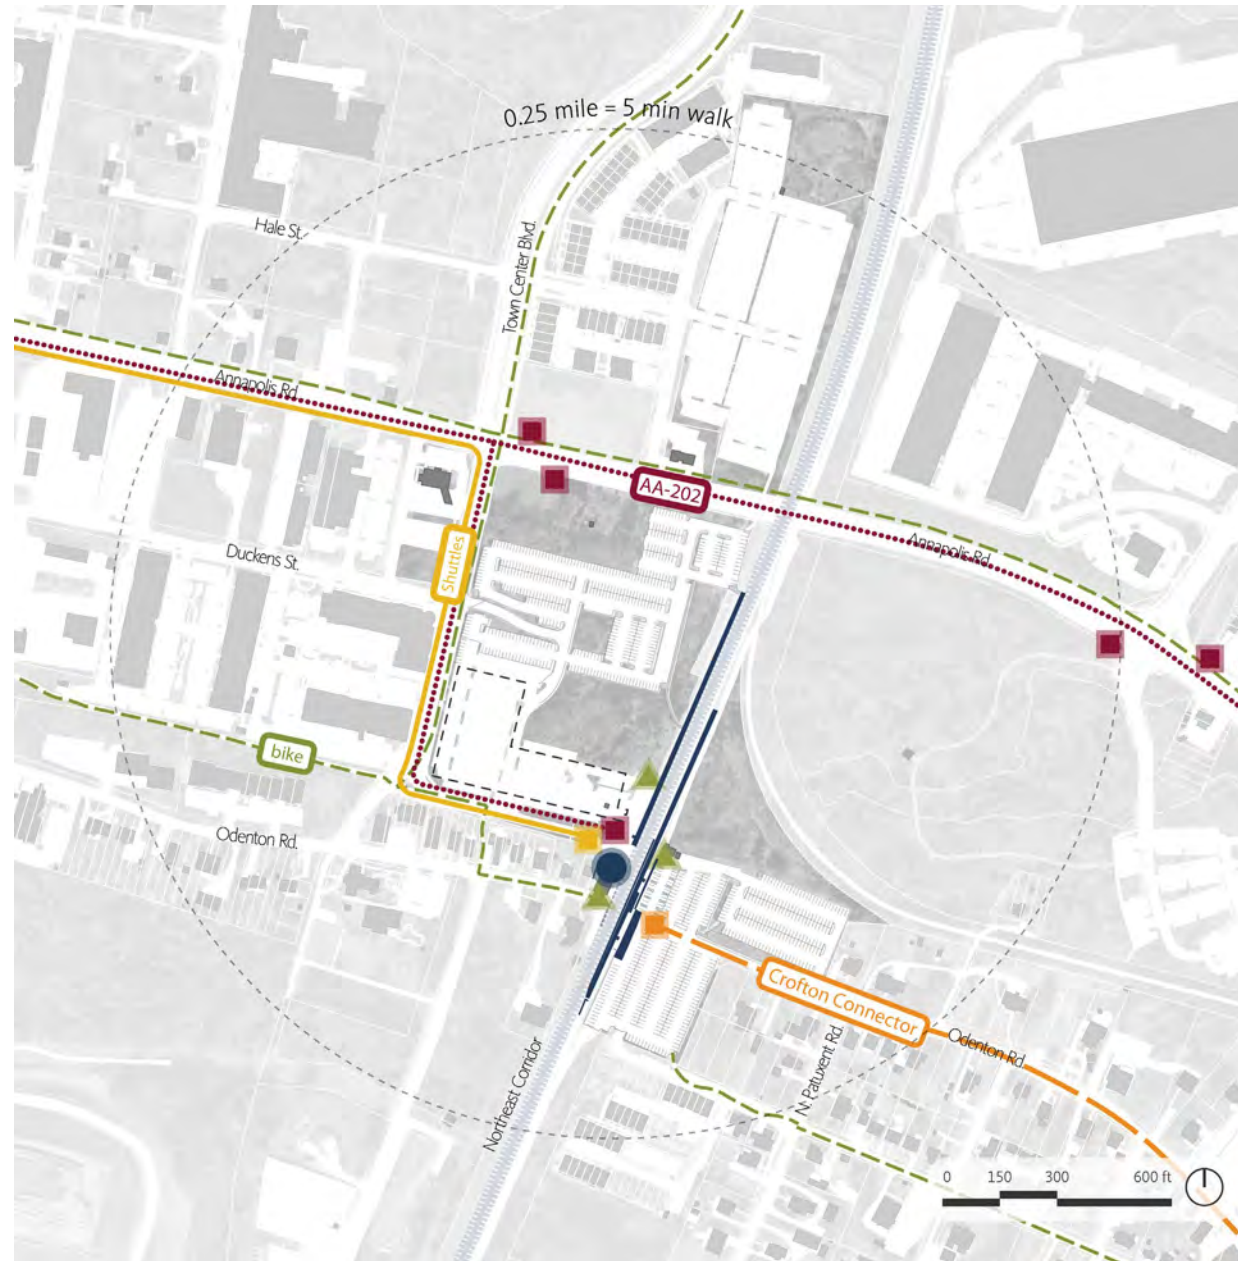 0.25 mile = 5 min walk
Hale St.
Town Center Blvd.
Annapolis Rd.
AA-202
Annapolis Rd.
Duckens St.
Shuttles
bike
Odenton Rd.
Crofton Connector
Odenton Rd.
N. Patuxent Rd.
Northeast Corridor
0 150 300 600 ft